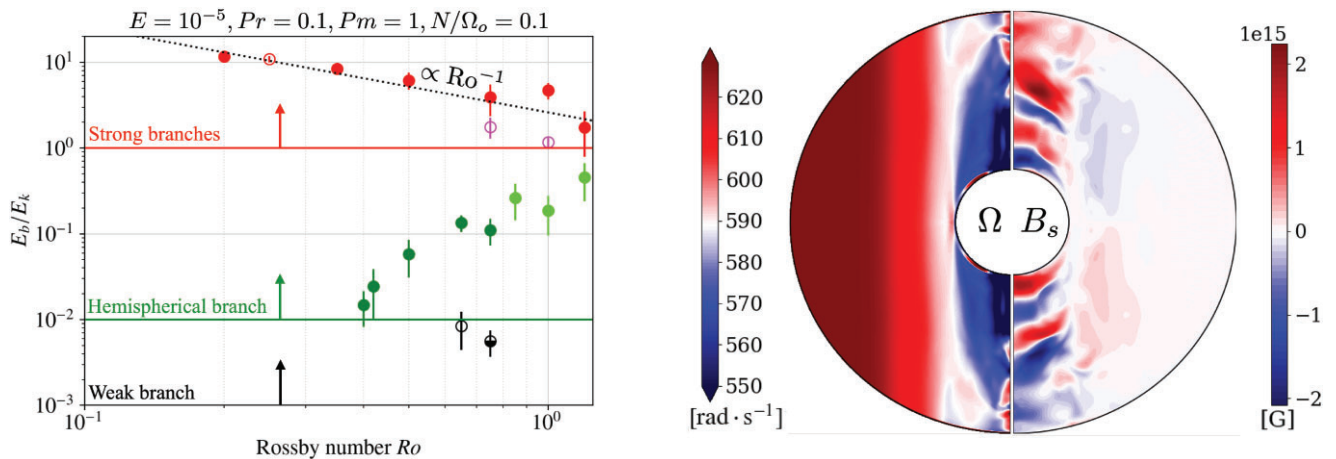 E = 10⁻⁵, Pr = 0.1, Pm = 1, N/Ωₒ = 0.1
10¹
∝ Ro⁻¹
Strong branches
10⁰
E_b/E_k
10⁻¹
Hemispherical branch
10⁻²
Weak branch
10⁻³
10⁻¹
10⁰
Rossby number Ro
620
610
600
590
580
570
560
550
[rad · s⁻¹]
Ω
B_s
1e15
2
1
0
-1
-2
[G]